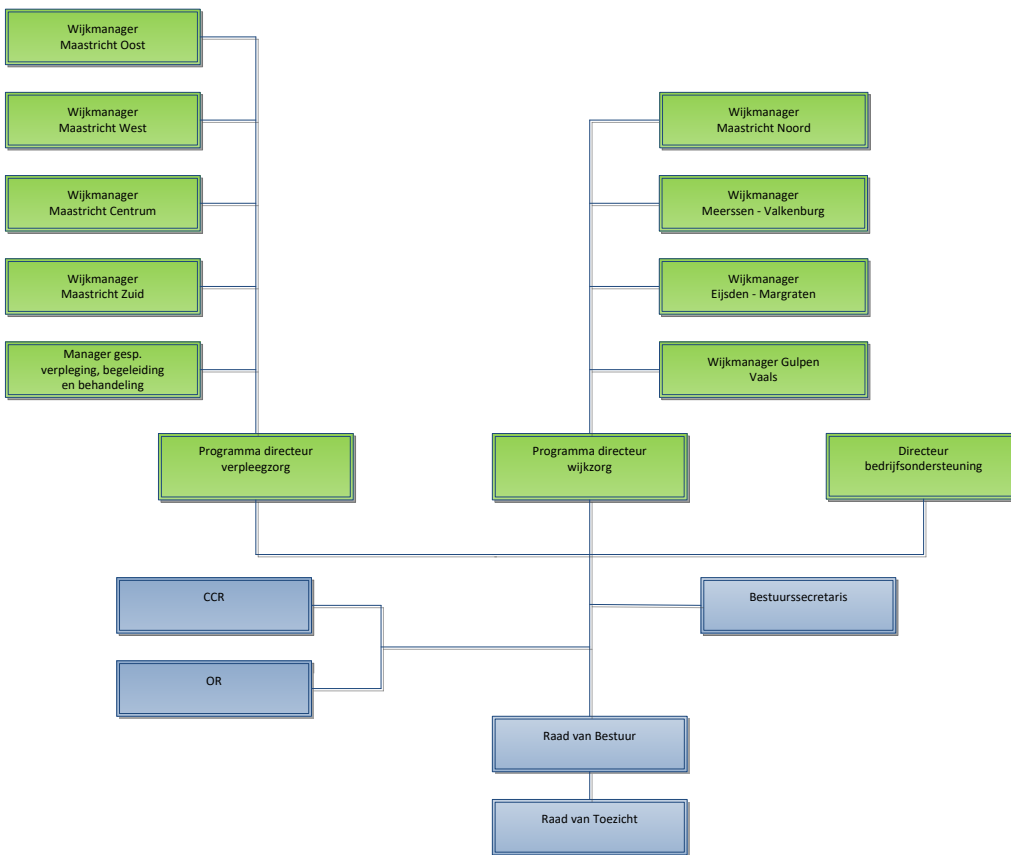 Wijkmanager
Maastricht Oost
Wijkmanager
Maastricht West
Wijkmanager
Maastricht Noord
Wijkmanager
Maastricht Centrum
Wijkmanager
Meerssen - Valkenburg
Wijkmanager
Maastricht Zuid
Wijkmanager
Eijsden - Margraten
Manager gesp.
verpleging, begeleiding
en behandeling
Wijkmanager Gulpen
Vaals
Programma directeur
verpleegzorg
Programma directeur
wijkzorg
Directeur
bedrijfsondersteuning
CCR
Bestuurssecretaris
OR
Raad van Bestuur
Raad van Toezicht